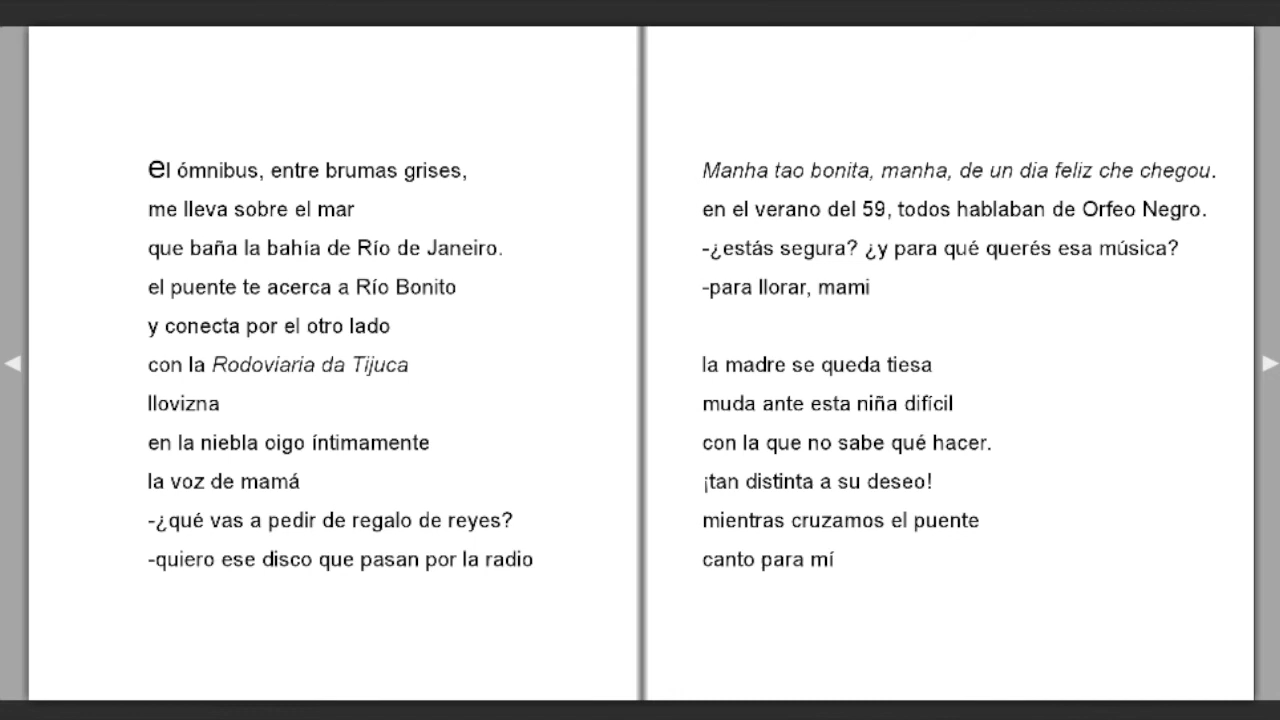 el ómnibus, entre brumas grises,
me lleva sobre el mar
que baña la bahía de Río de Janeiro.
el puente te acerca a Río Bonito
y conecta por el otro lado
con la Rodoviaria da Tijuca
llovizna
en la niebla oigo íntimamente
la voz de mamá
-¿qué vas a pedir de regalo de reyes?
-quiero ese disco que pasan por la radio
Manha tao bonita, manha, de un dia feliz che chegou.
en el verano del 59, todos hablaban de Orfeo Negro.
-¿estás segura? ¿y para qué querés esa música?
-para llorar, mami
la madre se queda tiesa
muda ante esta niña difícil
con la que no sabe qué hacer.
¡tan distinta a su deseo!
mientras cruzamos el puente
canto para mí